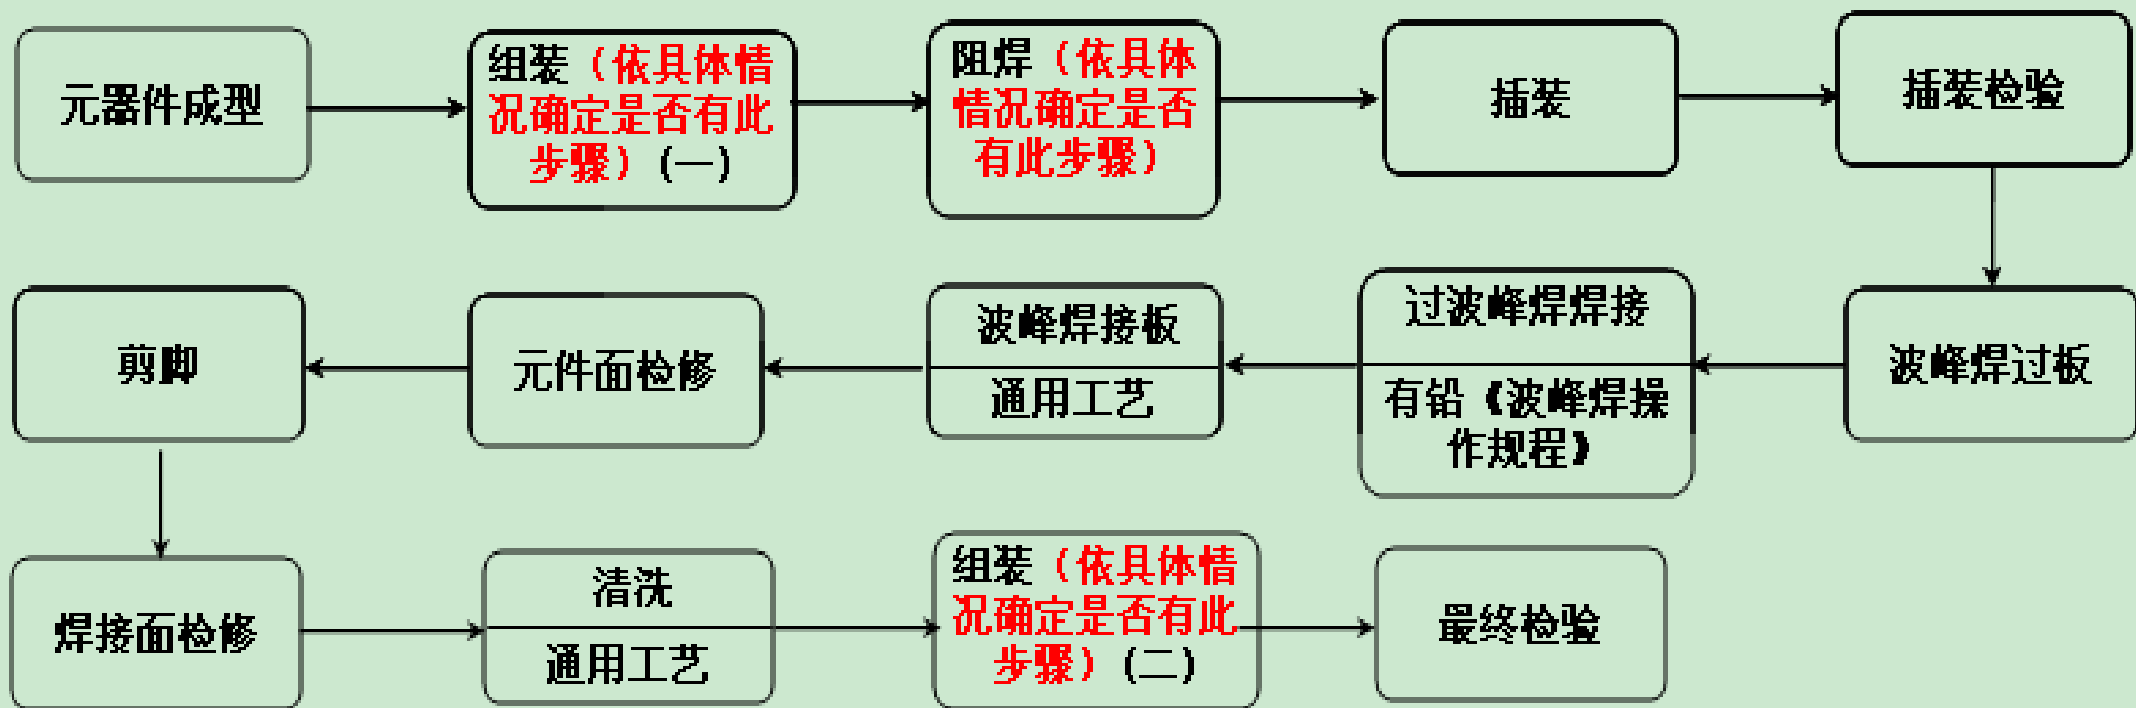 元器件成型
组装（依具体情
况确定是否有此
步骤）(一)
阻焊（依具体
情况确定是否
有此步骤）
插装
插装检验
波峰焊过板
过波峰焊焊接
有铅《波峰焊操
作规程》
波峰焊接板
通用工艺
元件面检修
剪脚
焊接面检修
清洗
通用工艺
组装（依具体情
况确定是否有此
步骤）(二)
最终检验